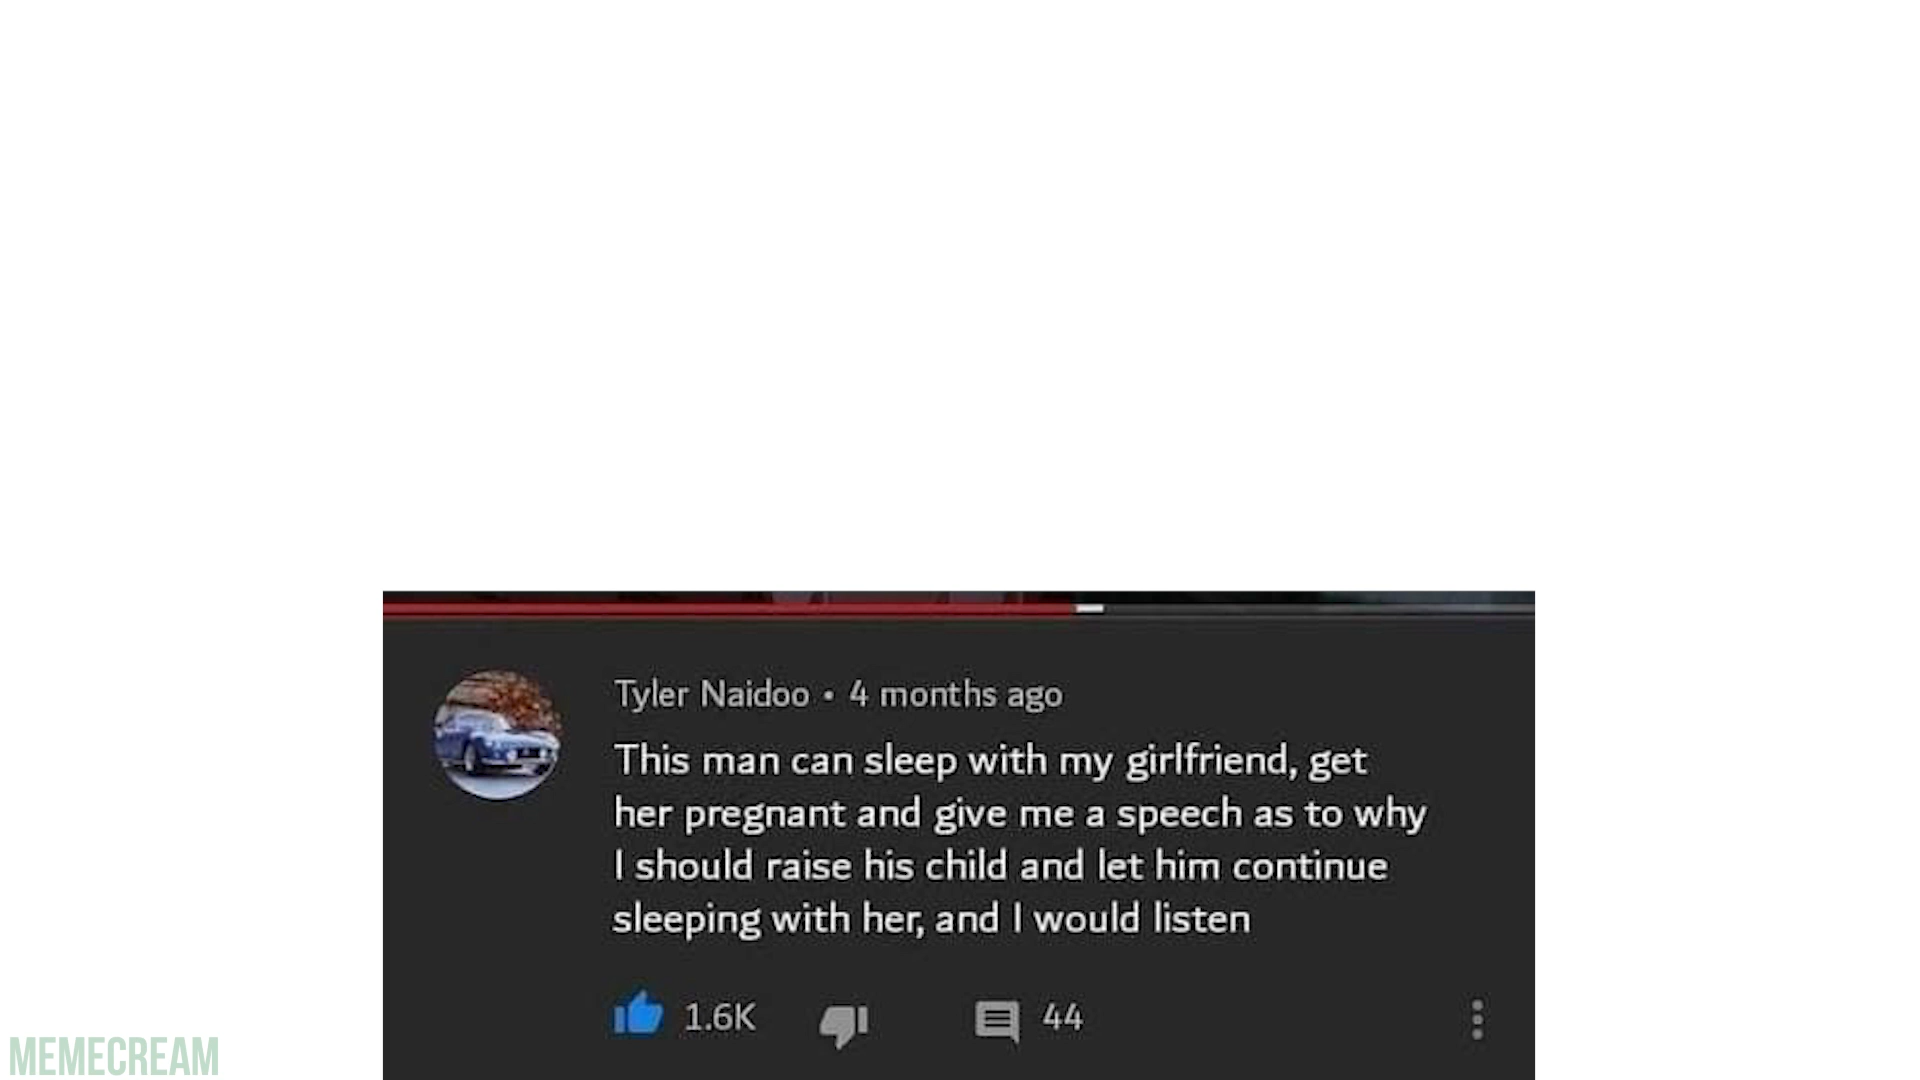 Tyler Naidoo • 4 months ago
This man can sleep with my girlfriend, get
her pregnant and give me a speech as to why
I should raise his child and let him continue
sleeping with her, and I would listen
1.6K 44
MEMECREAM